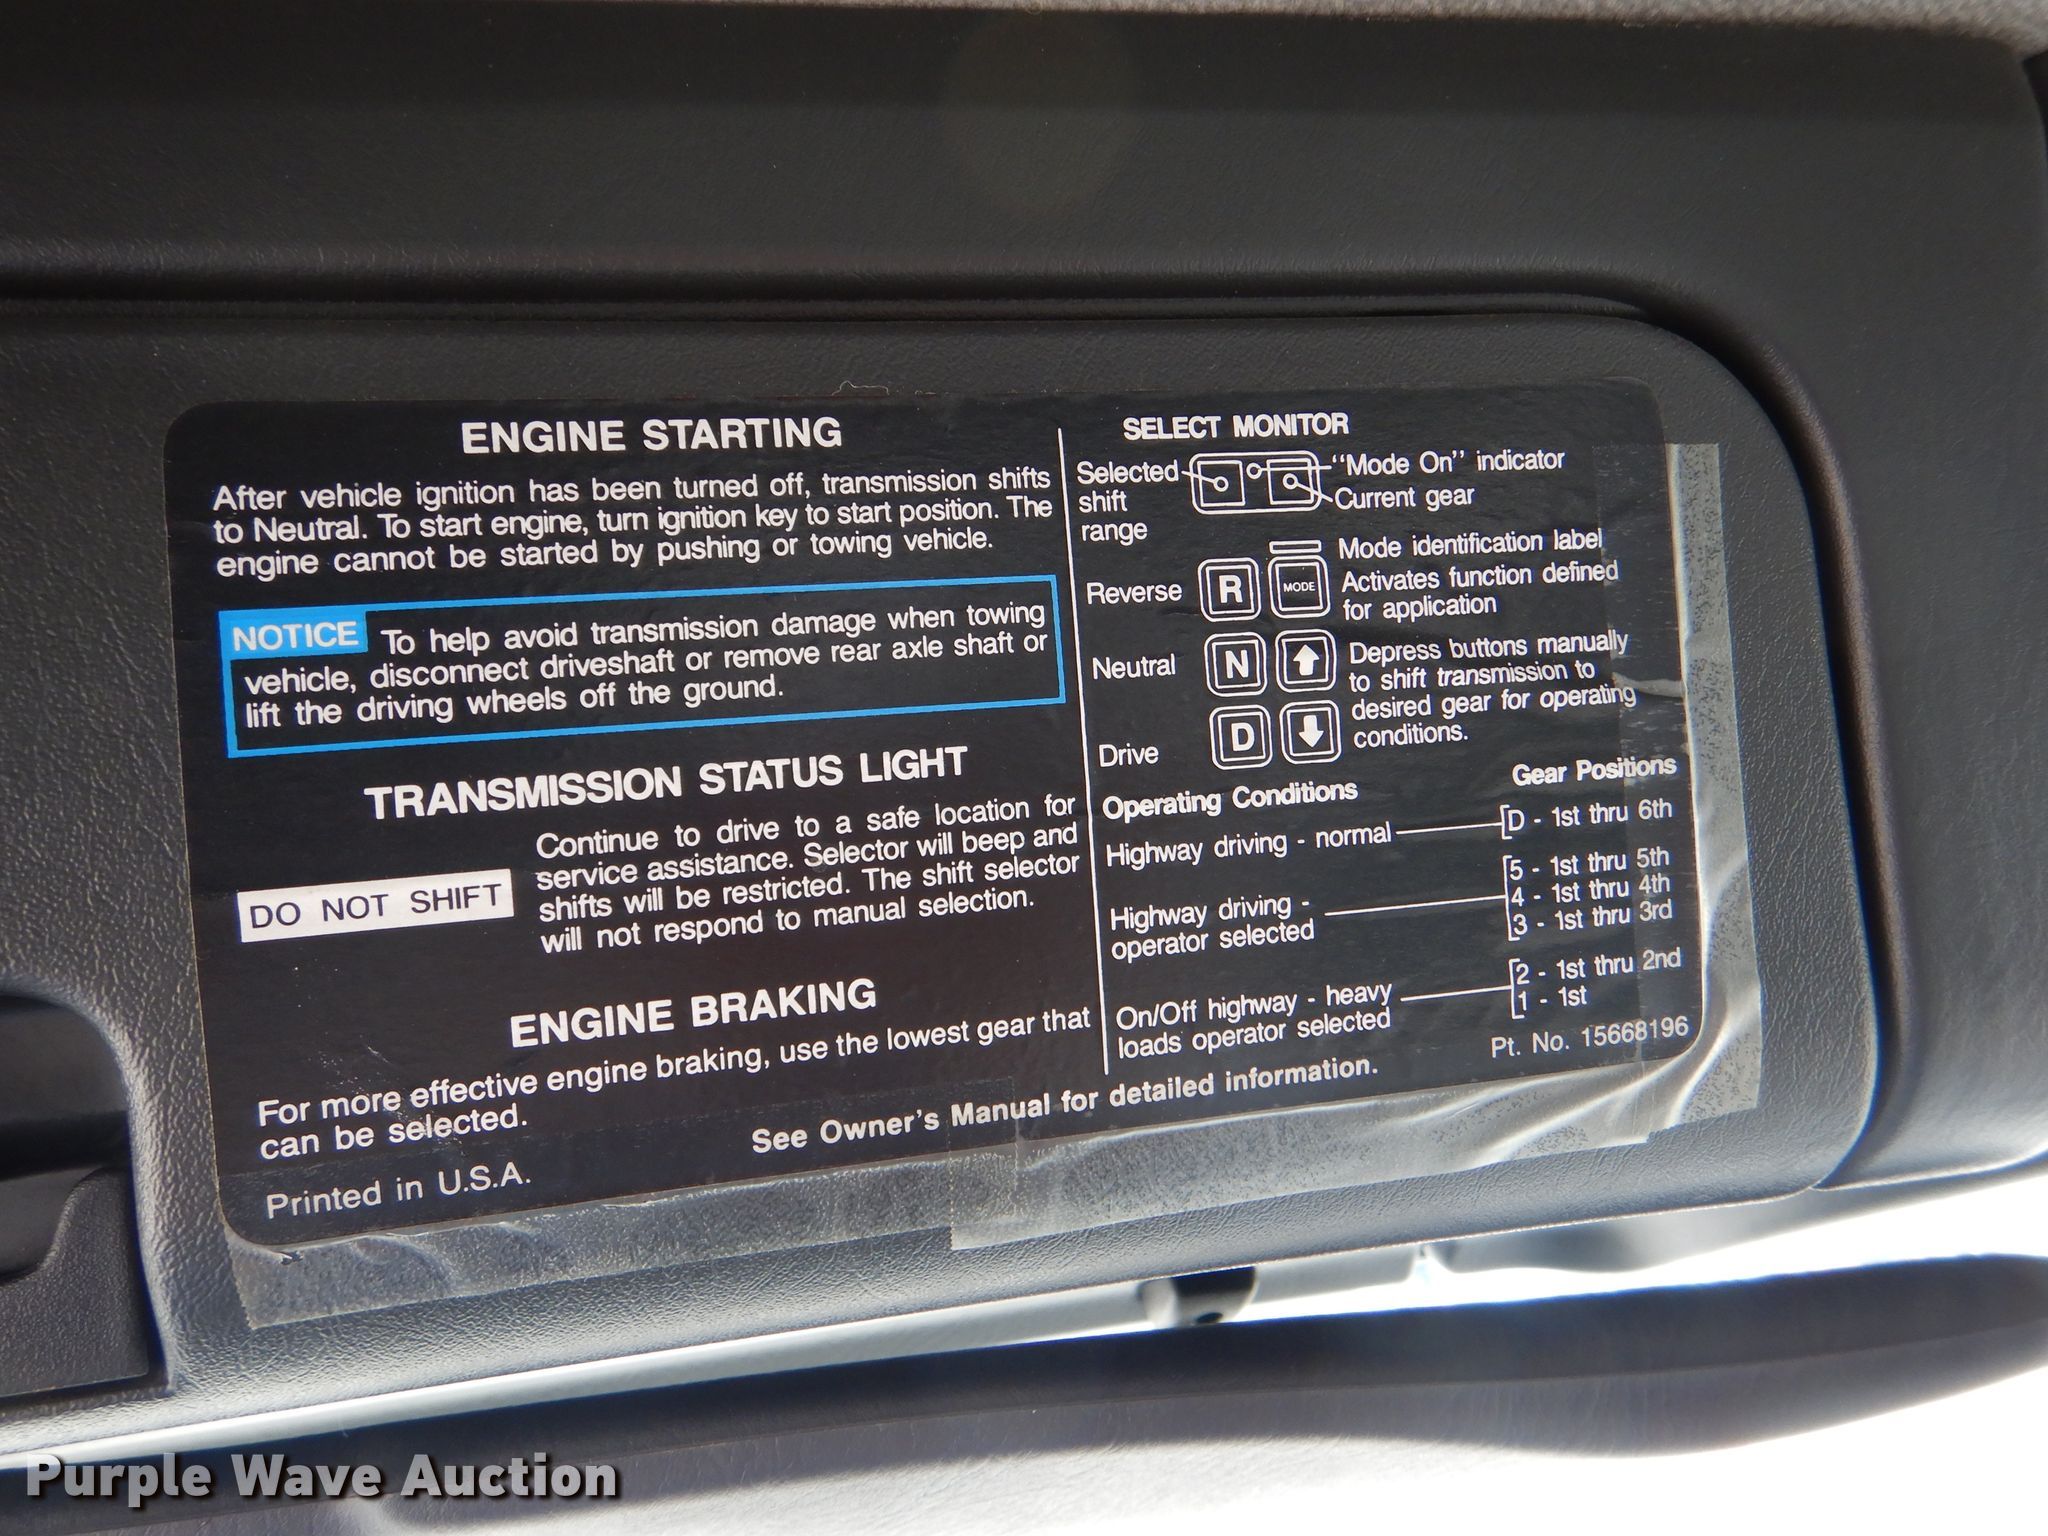 ENGINE STARTING
After vehicle ignition has been turned off, transmission shifts
to Neutral. To start engine, turn ignition key to start position. The
engine cannot be started by pushing or towing vehicle.
NOTICE To help avoid transmission damage when towing
vehicle, disconnect driveshaft or remove rear axle shaft or
lift the driving wheels off the ground.
TRANSMISSION STATUS LIGHT
DO NOT SHIFT
Continue to drive to a safe location for
service assistance. Selector will beep and
shifts will be restricted. The shift selector
will not respond to manual selection.
ENGINE BRAKING
For more effective engine braking, use the lowest gear that
can be selected.
Printed in U.S.A.
See Owner's Manual for detailed information.
SELECT MONITOR
Selected
shift
range
"Mode On" indicator
Current gear
Mode identification label
Reverse R MODE Activates function defined
for application
Neutral N
Depress buttons manually
to shift transmission to
desired gear for operating
conditions.
Drive D
Operating Conditions Gear Positions
Highway driving - normal D - 1st thru 6th
Highway driving -
operator selected
5 - 1st thru 5th
4 - 1st thru 4th
3 - 1st thru 3rd
On/Off highway - heavy
loads operator selected
2 - 1st thru 2nd
1 - 1st
Pt. No. 15668196
Purple Wave Auction